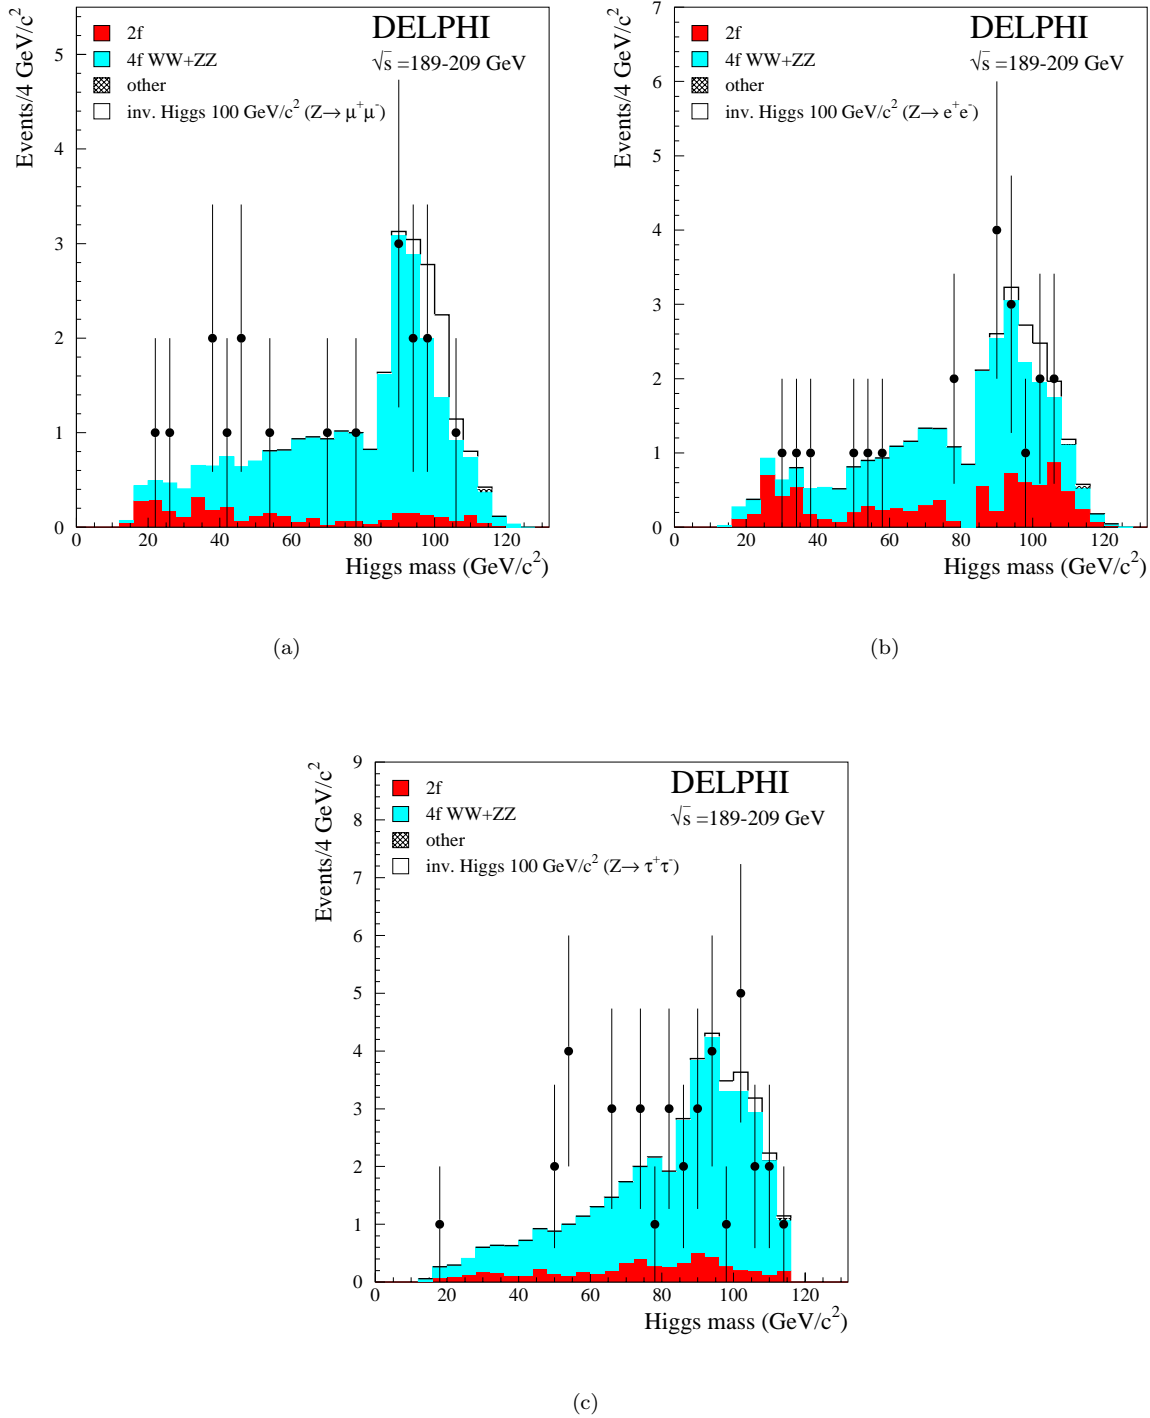 DELPHI
√s =189-209 GeV
2f
4f WW+ZZ
other
inv. Higgs 100 GeV/c² (Z→ μ⁺μ⁻)
Events/4 GeV/c²
5
4
3
2
1
0
0 20 40 60 80 100 120
Higgs mass (GeV/c²)
(a)
DELPHI
√s =189-209 GeV
2f
4f WW+ZZ
other
inv. Higgs 100 GeV/c² (Z→ e⁺e⁻)
Events/4 GeV/c²
7
6
5
4
3
2
1
0
0 20 40 60 80 100 120
Higgs mass (GeV/c²)
(b)
DELPHI
√s =189-209 GeV
2f
4f WW+ZZ
other
inv. Higgs 100 GeV/c² (Z→ τ⁺τ⁻)
Events/4 GeV/c²
9
8
7
6
5
4
3
2
1
0
0 20 40 60 80 100 120
Higgs mass (GeV/c²)
(c)